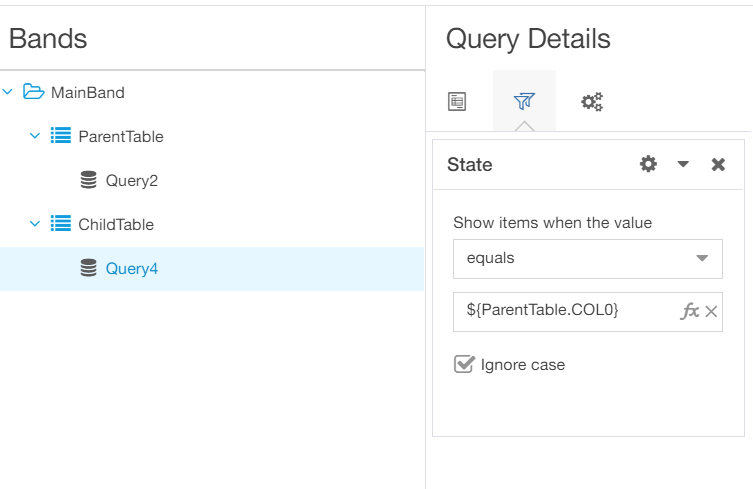 Bands
MainBand
ParentTable
Query2
ChildTable
Query4
Query Details
State
Show items when the value
equals
${ParentTable.COL0}
fx
Ignore case